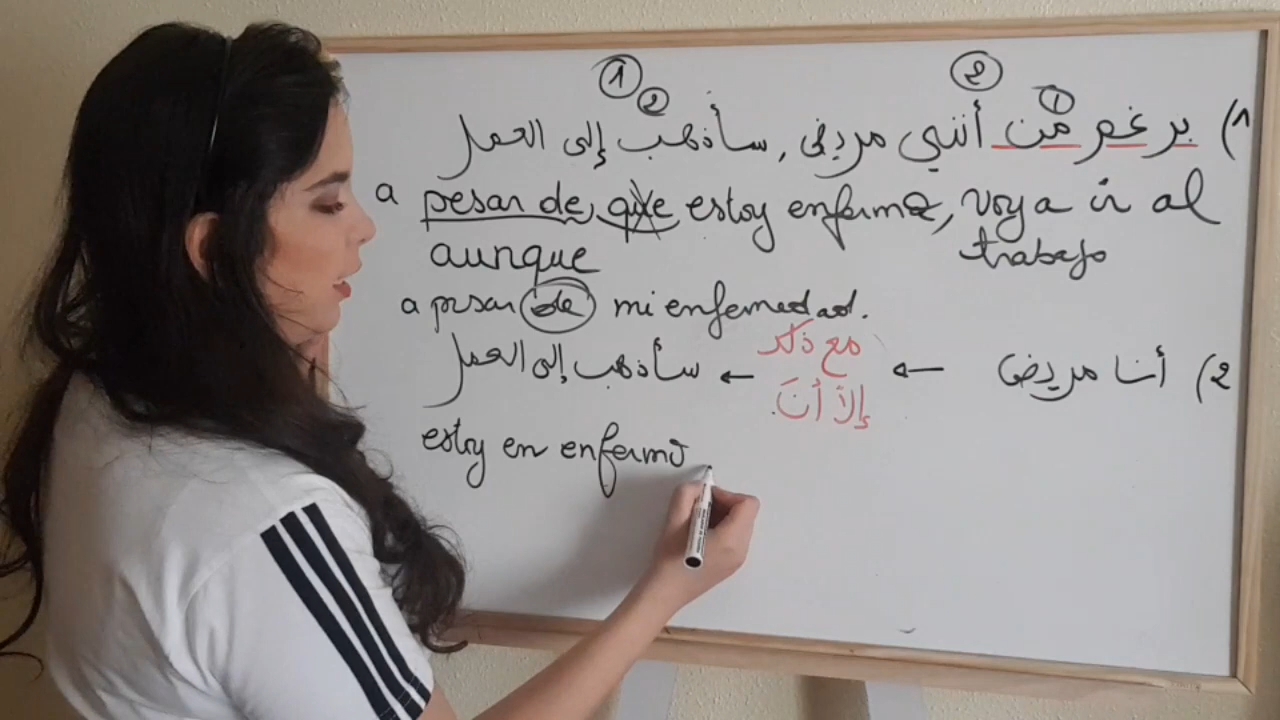 ① ②
② ①
1) برغم من أنني مريض, سأذهب إلى العمل
a pesar de que estoy enferma, voy a ir al
aunque trabajo
a pesar de mi enfermedad.
2) أنا مريض ← مع ذلك ← سأذهب إلى العمل
إلاّ أنَ
estoy en enfermo